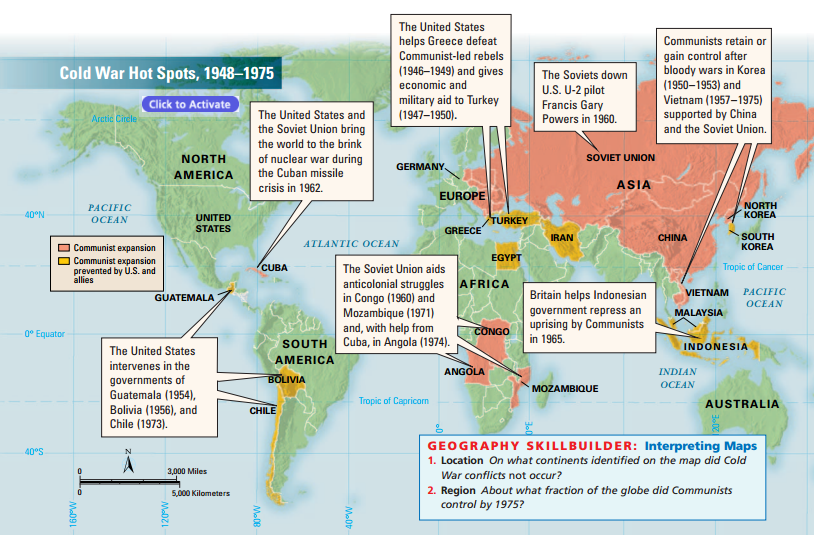 Cold War Hot Spots, 1948–1975
Click to Activate
The United States
helps Greece defeat
Communist-led rebels
(1946–1949) and gives
economic and
military aid to Turkey
(1947–1950).
The Soviets down
U.S. U-2 pilot
Francis Gary
Powers in 1960.
Communists retain or
gain control after
bloody wars in Korea
(1950–1953) and
Vietnam (1957–1975)
supported by China
and the Soviet Union.
The United States and
the Soviet Union bring
the world to the brink
of nuclear war during
the Cuban missile
crisis in 1962.
Arctic Circle
NORTH
AMERICA
PACIFIC
OCEAN
40°N
UNITED
STATES
ATLANTIC OCEAN
GERMANY
EUROPE
SOVIET UNION
ASIA
GREECE
TURKEY
IRAN
EGYPT
CHINA
NORTH
KOREA
SOUTH
KOREA
Communist expansion
Communist expansion
prevented by U.S. and
allies
CUBA
GUATEMALA
Tropic of Cancer
The Soviet Union aids
anticolonial struggles
in Congo (1960) and
Mozambique (1971)
and, with help from
Cuba, in Angola (1974).
AFRICA
Britain helps Indonesian
government repress an
uprising by Communists
in 1965.
VIETNAM
PACIFIC
OCEAN
MALAYSIA
0° Equator
CONGO
INDONESIA
SOUTH
AMERICA
The United States
intervenes in the
governments of
Guatemala (1954),
Bolivia (1956), and
Chile (1973).
BOLIVIA
CHILE
ANGOLA
MOZAMBIQUE
INDIAN
OCEAN
Tropic of Capricorn
AUSTRALIA
40°S
N
0 3,000 Miles
0 5,000 Kilometers
160°W
120°W
80°W
40°W
0°
120°E
GEOGRAPHY SKILLBUILDER: Interpreting Maps
1. Location On what continents identified on the map did Cold
War conflicts not occur?
2. Region About what fraction of the globe did Communists
control by 1975?